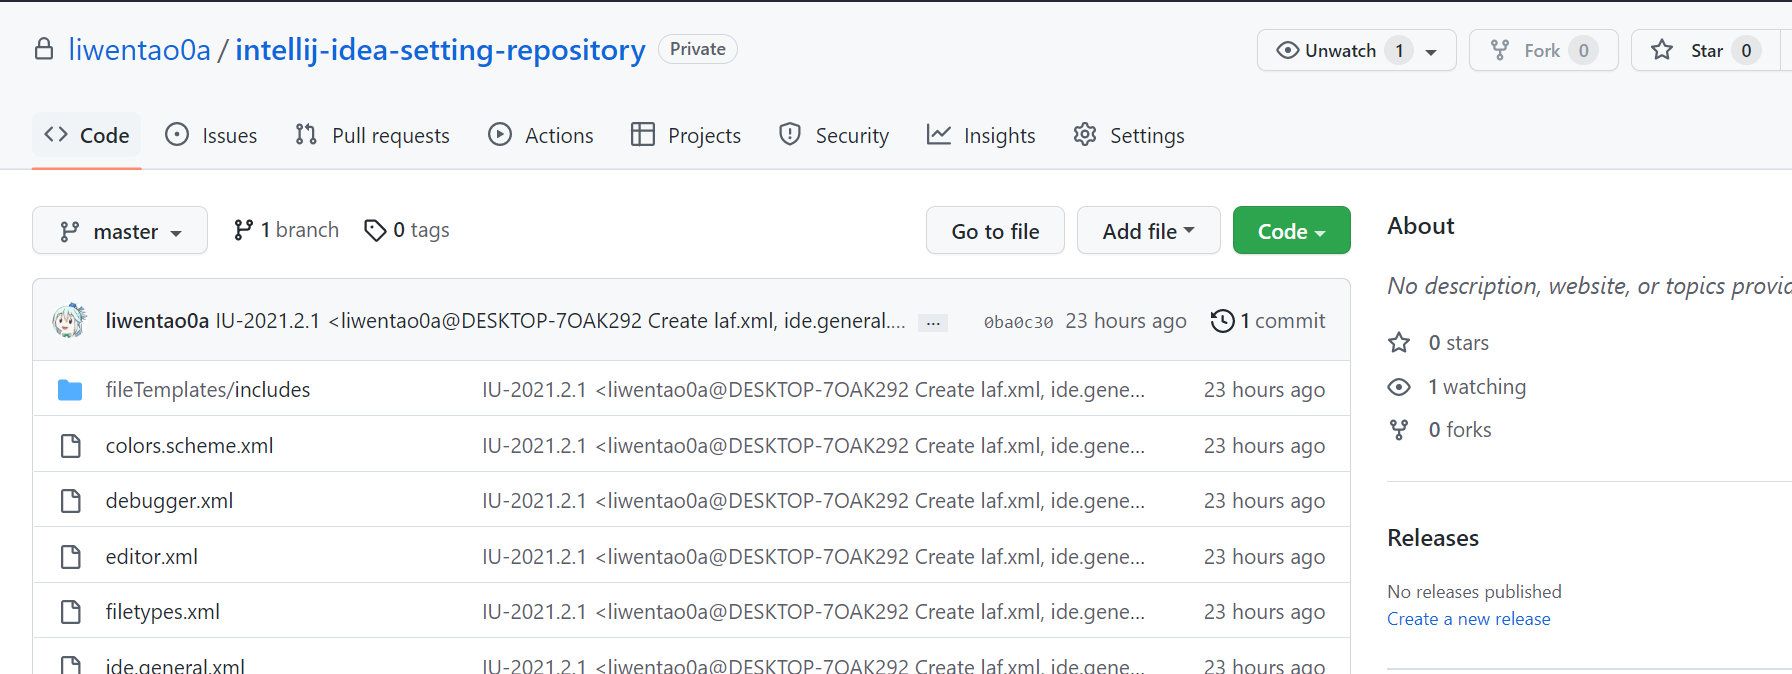 liwentao0a / intellij-idea-setting-repository Private
Unwatch 1 Fork 0 Star 0
Code Issues Pull requests Actions Projects Security Insights Settings
master 1 branch 0 tags Go to file Add file Code
liwentao0a IU-2021.2.1 <liwentao0a@DESKTOP-7OAK292 Create laf.xml, ide.general.... ... 0ba0c30 23 hours ago 1 commit
fileTemplates/includes IU-2021.2.1 <liwentao0a@DESKTOP-7OAK292 Create laf.xml, ide.gene... 23 hours ago
colors.scheme.xml IU-2021.2.1 <liwentao0a@DESKTOP-7OAK292 Create laf.xml, ide.gene... 23 hours ago
debugger.xml IU-2021.2.1 <liwentao0a@DESKTOP-7OAK292 Create laf.xml, ide.gene... 23 hours ago
editor.xml IU-2021.2.1 <liwentao0a@DESKTOP-7OAK292 Create laf.xml, ide.gene... 23 hours ago
filetypes.xml IU-2021.2.1 <liwentao0a@DESKTOP-7OAK292 Create laf.xml, ide.gene... 23 hours ago
ide.general.xml IU-2021.2.1 <liwentao0a@DESKTOP-7OAK292 Create laf.xml, ide.gene... 23 hours ago
About
No description, website, or topics provid
0 stars
1 watching
0 forks
Releases
No releases published
Create a new release